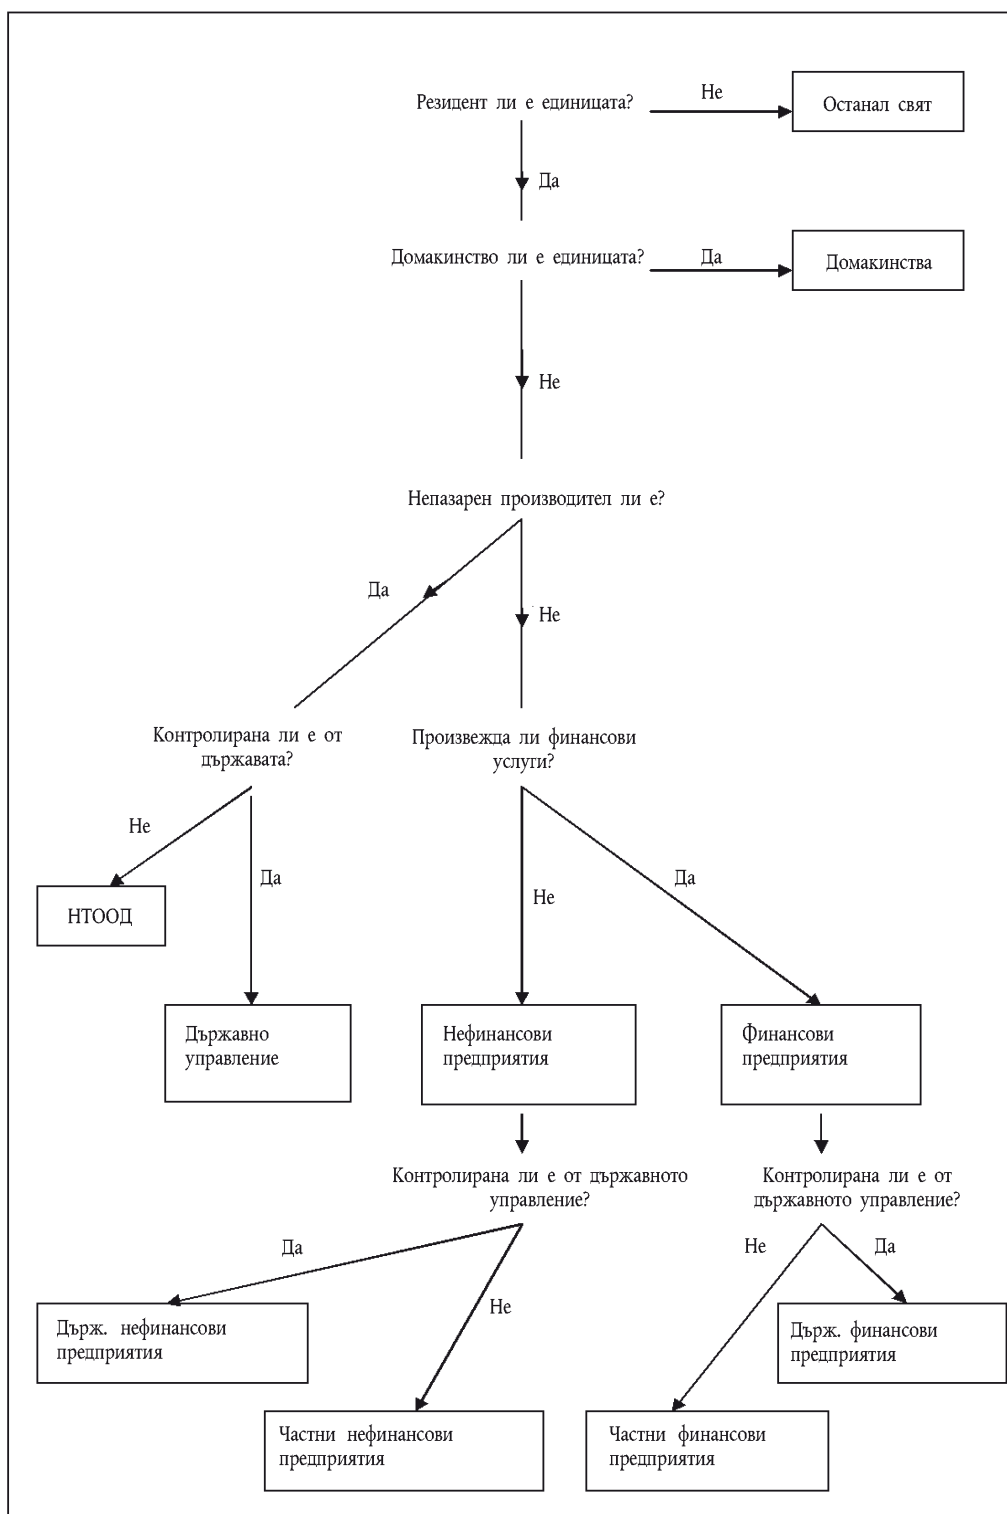 Резидент ли е единицата?
Не
Останал свят
Да
Домакинство ли е единицата?
Да
Домакинства
Не
Непазарен производител ли е?
Да
Не
Контролирана ли е от
държавата?
Произвежда ли финансови
услуги?
Не
Да
Не
Да
НТООД
Държавно
управление
Нефинансови
предприятия
Финансови
предприятия
Контролирана ли е от държавното
управление?
Контролирана ли е от
държавното управление?
Да
Не
Не
Да
Държ. нефинансови
предприятия
Държ. финансови
предприятия
Частни нефинансови
предприятия
Частни финансови
предприятия